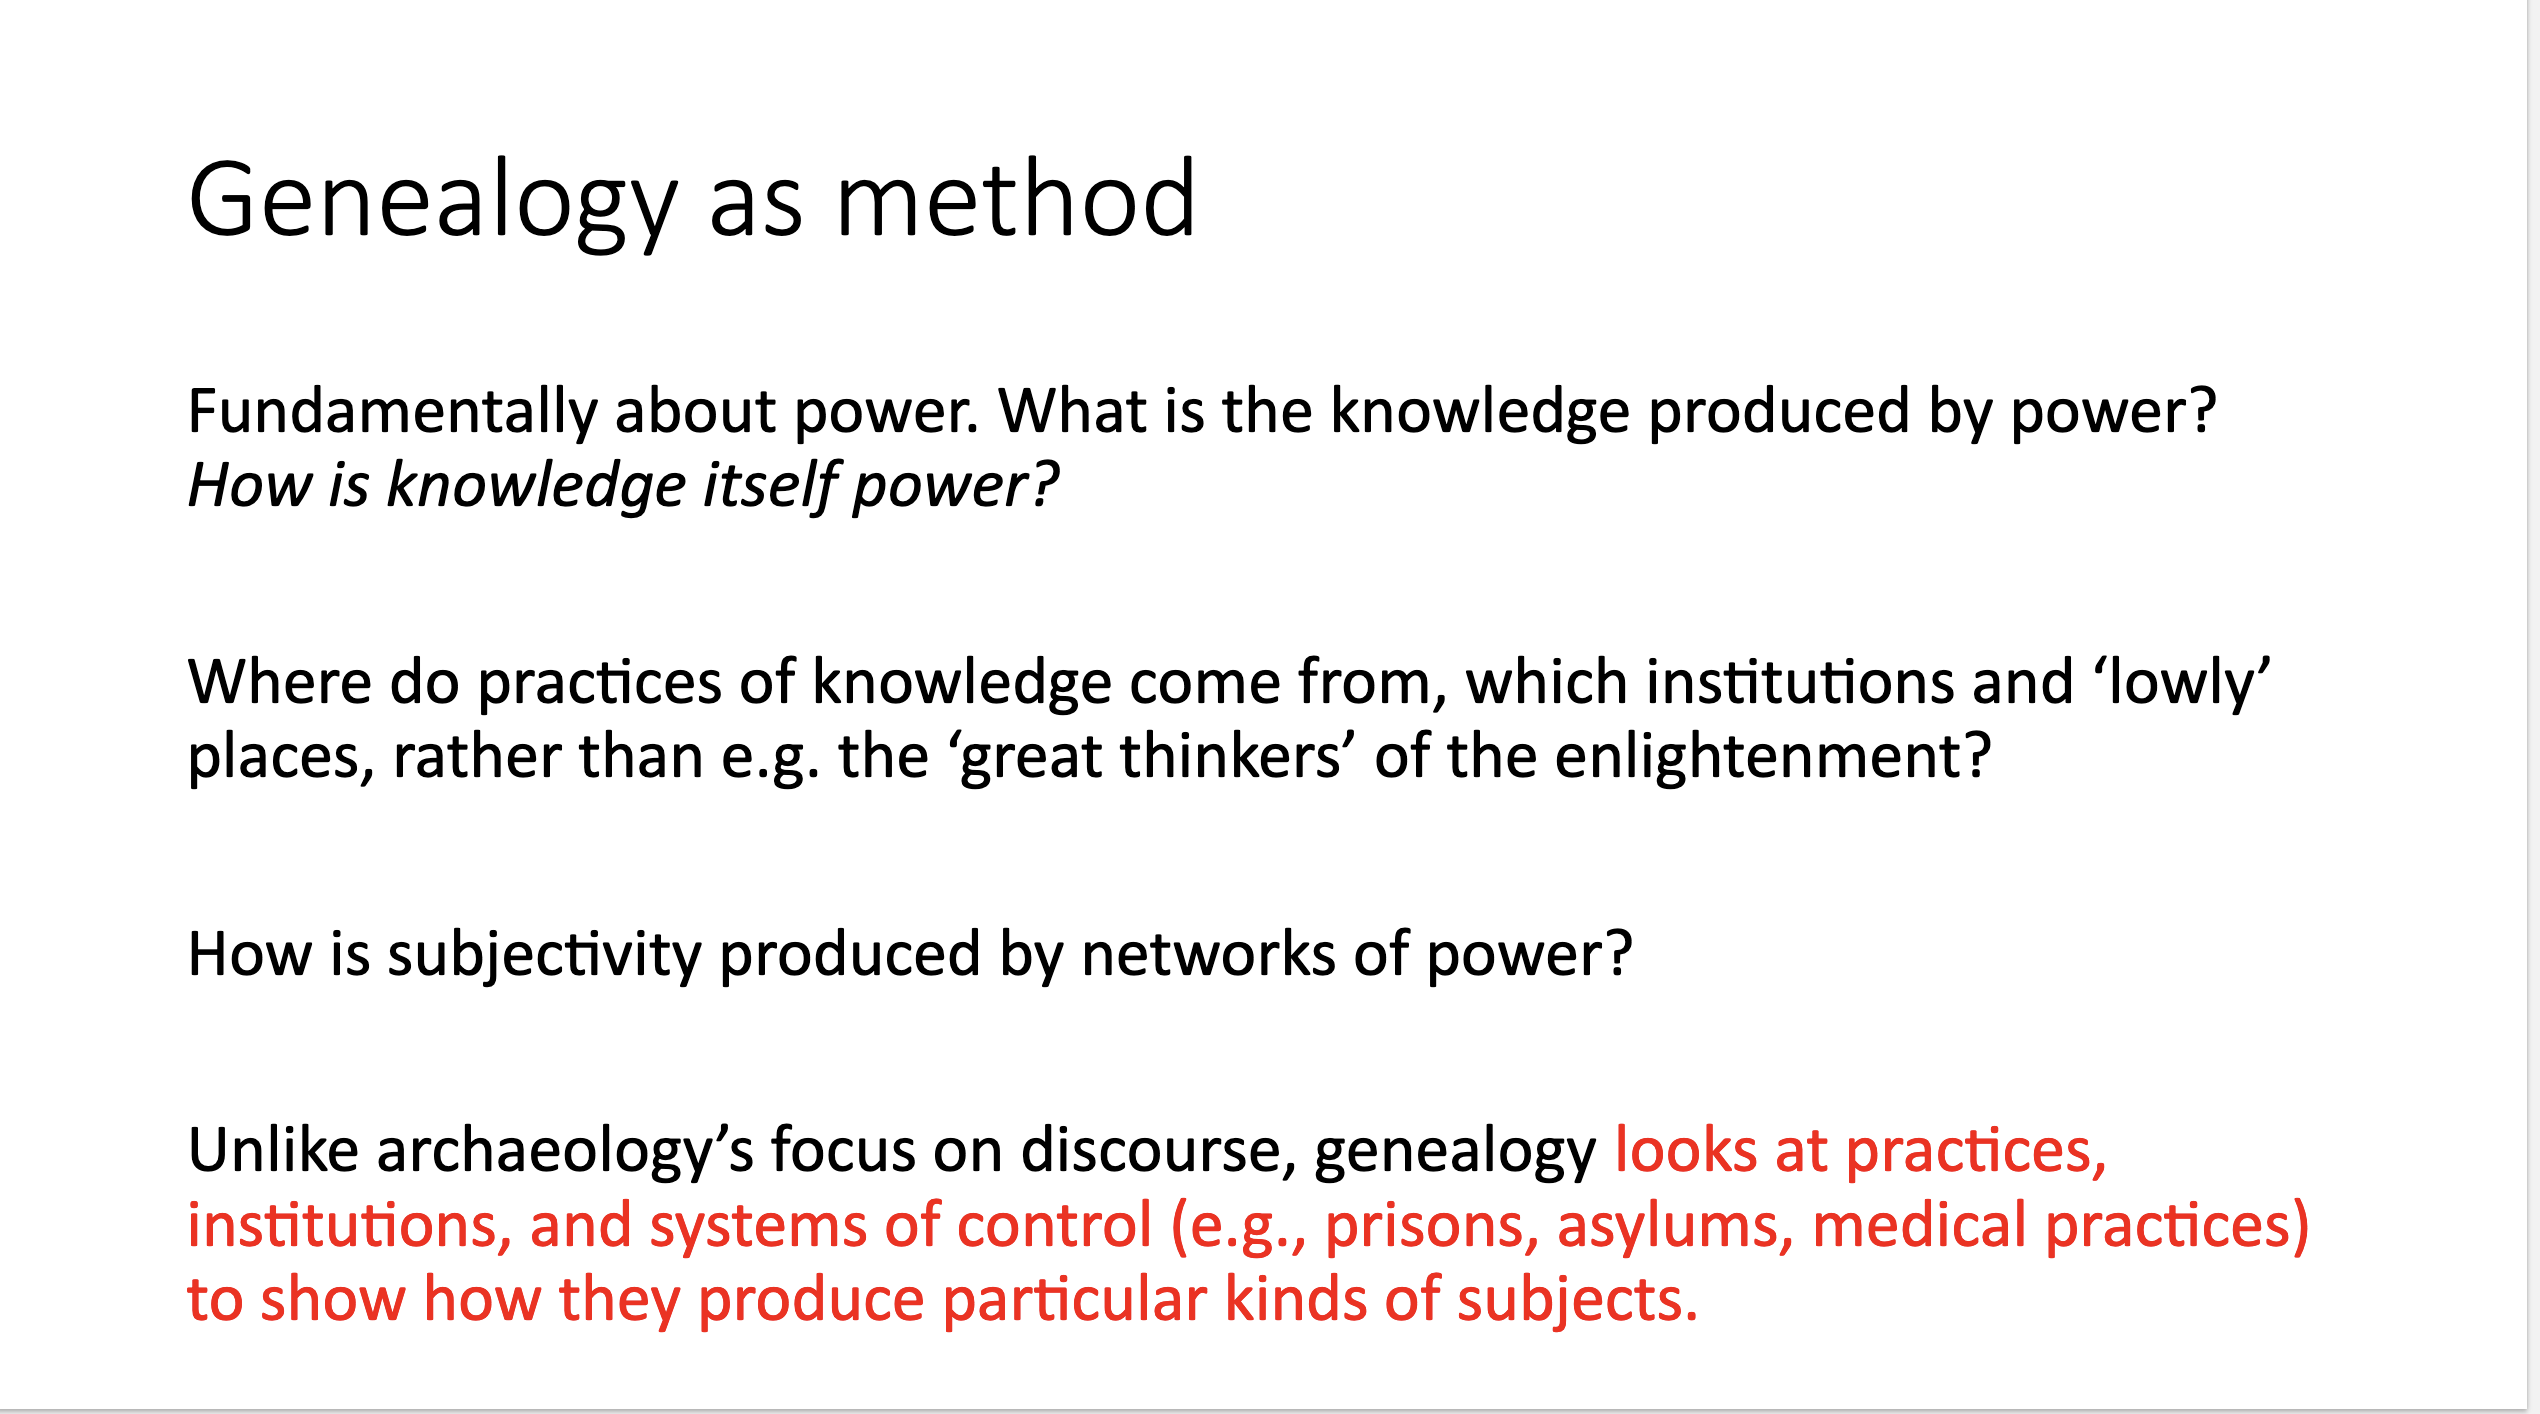 Genealogy as method
Fundamentally about power. What is the knowledge produced by power?
How is knowledge itself power?
Where do practices of knowledge come from, which institutions and ‘lowly’
places, rather than e.g. the ‘great thinkers’ of the enlightenment?
How is subjectivity produced by networks of power?
Unlike archaeology’s focus on discourse, genealogy looks at practices,
institutions, and systems of control (e.g., prisons, asylums, medical practices)
to show how they produce particular kinds of subjects.